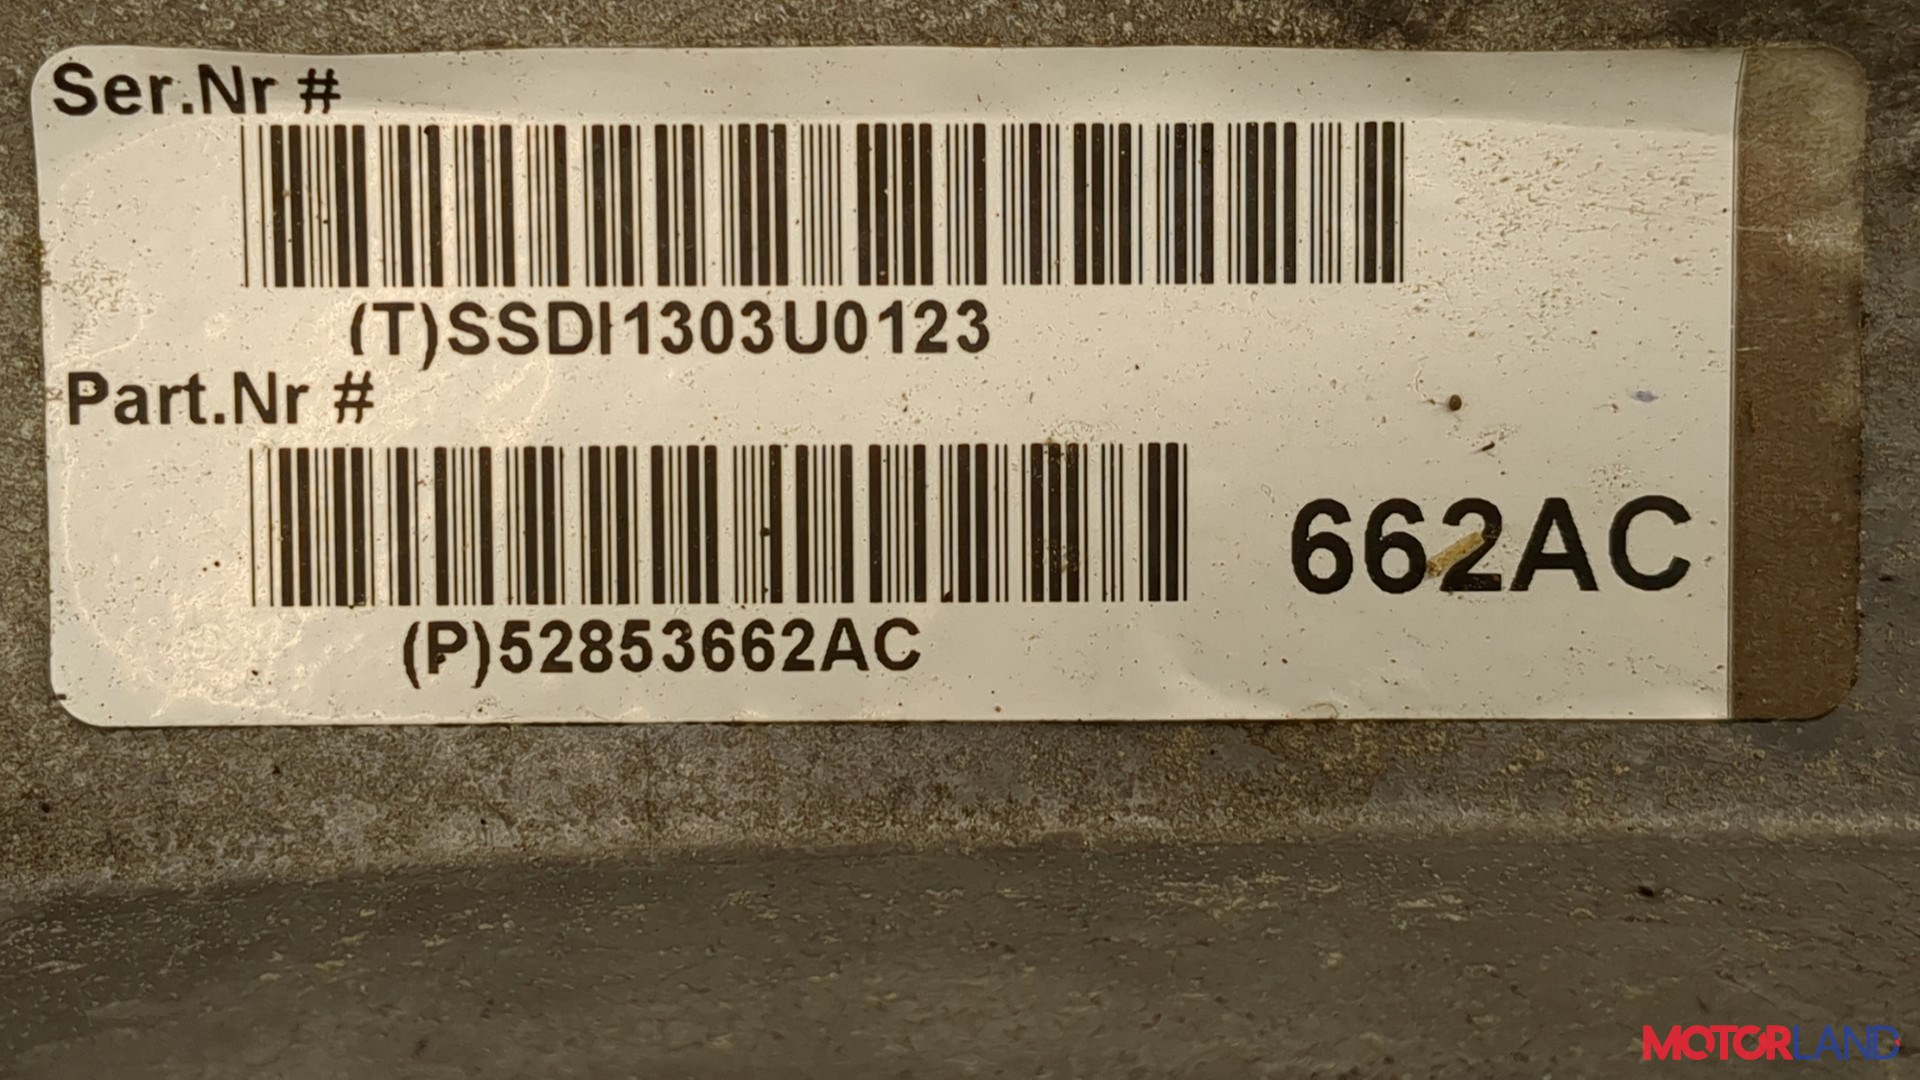 Ser.Nr #
(T)SSDI1303U0123
Part.Nr #
(P)52853662AC
662AC
MOTORLAND